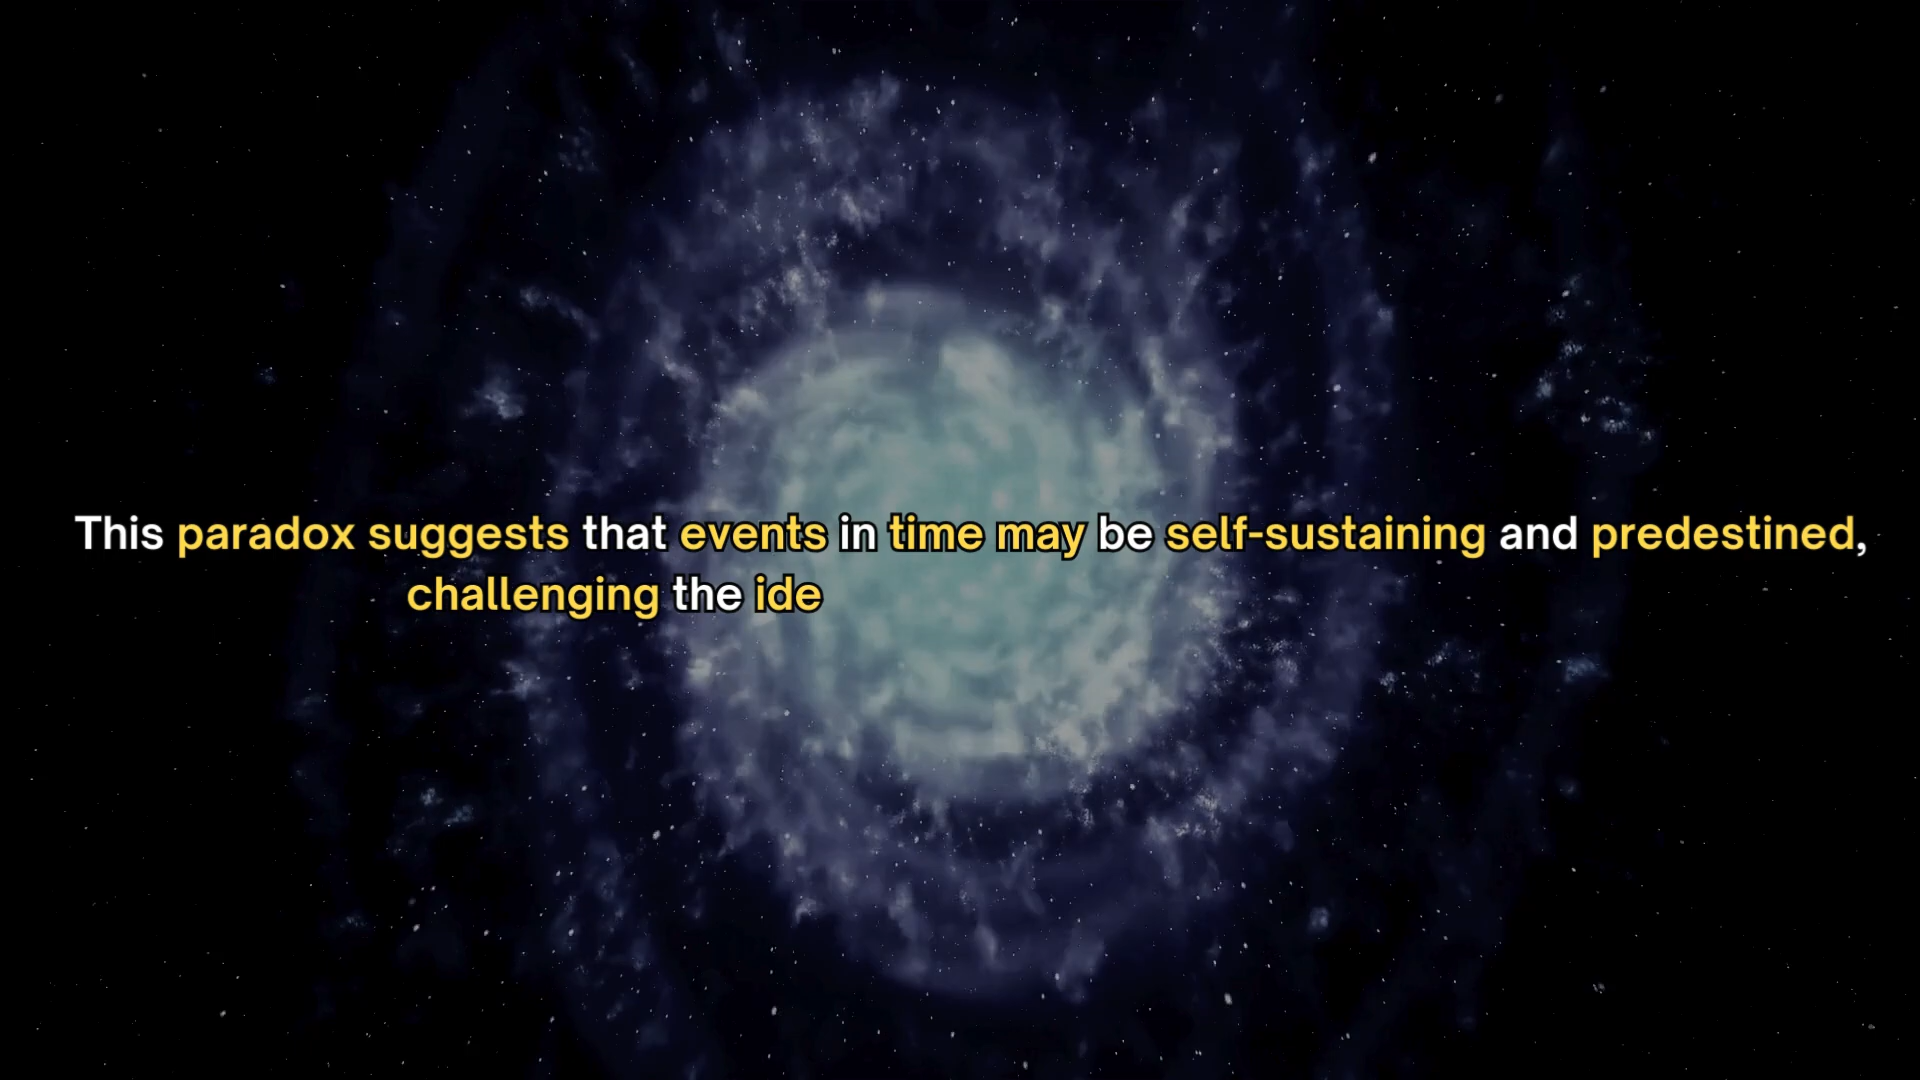 This paradox suggests that events in time may be self-sustaining and predestined,
challenging the ide